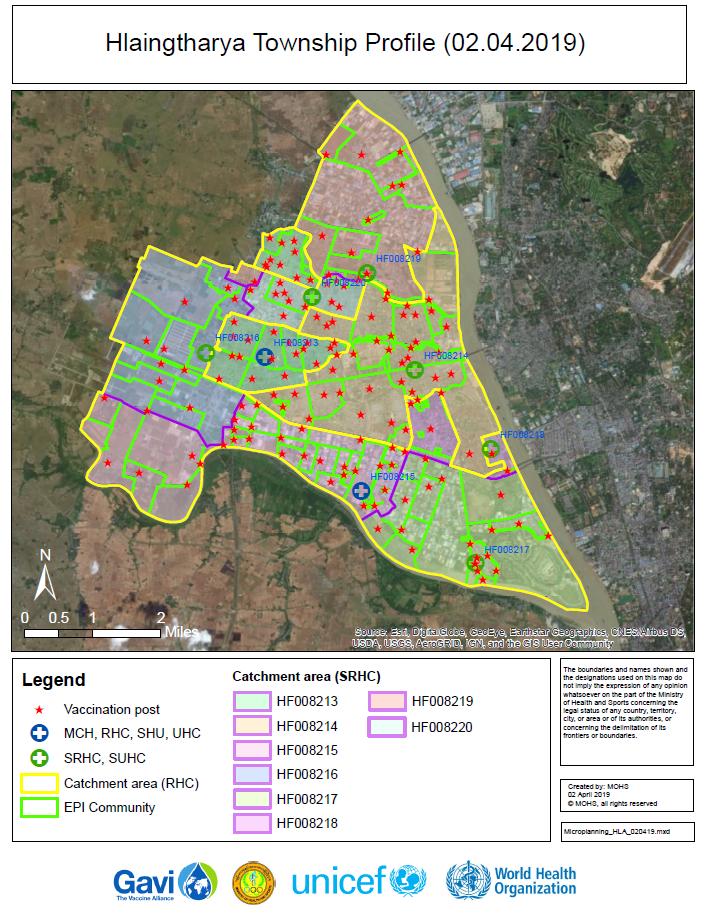 Hlaingtharya Township Profile (02.04.2019)
HF008219
HF008220
HF008216
HF008213
HF008214
HF008218
HF008215
HF008217
N
0 0.5 1 2
Miles
Source: Esri, DigitalGlobe, GeoEye, Earthstar Geographics, CNES/Airbus DS,
USDA, USGS, AeroGRID, IGN, and the GIS User Community
Legend
Vaccination post
MCH, RHC, SHU, UHC
SRHC, SUHC
Catchment area (RHC)
EPI Community
Catchment area (SRHC)
HF008213
HF008214
HF008215
HF008216
HF008217
HF008218
HF008219
HF008220
The boundaries and names shown and
the designations used on this map do
not imply the expression of any opinion
whatsoever on the part of the Ministry
of Health and Sports concerning the
legal status of any country, territory,
city, or area or of its authorities, or
concerning the delimitation of its
frontiers or boundaries.
Created by: MOHS
02 April 2019
© MOHS, all rights reserved
Microplanning_HLA_020419.mxd
Gavi
The Vaccine Alliance
unicef
World Health
Organization